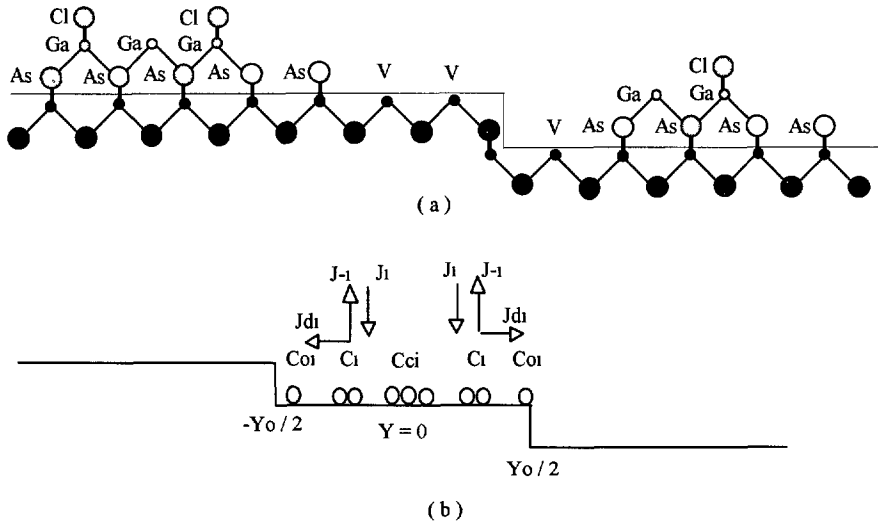 Cl Cl
Ga Ga Ga
As As As As As V V
Cl
Ga Ga
V As As As As
( a )
J-1 J1 J1 J-1
Jd1 Jd1
Co1 C1 Cci C1 Co1
-Yo / 2 Y = 0 Yo / 2
( b )